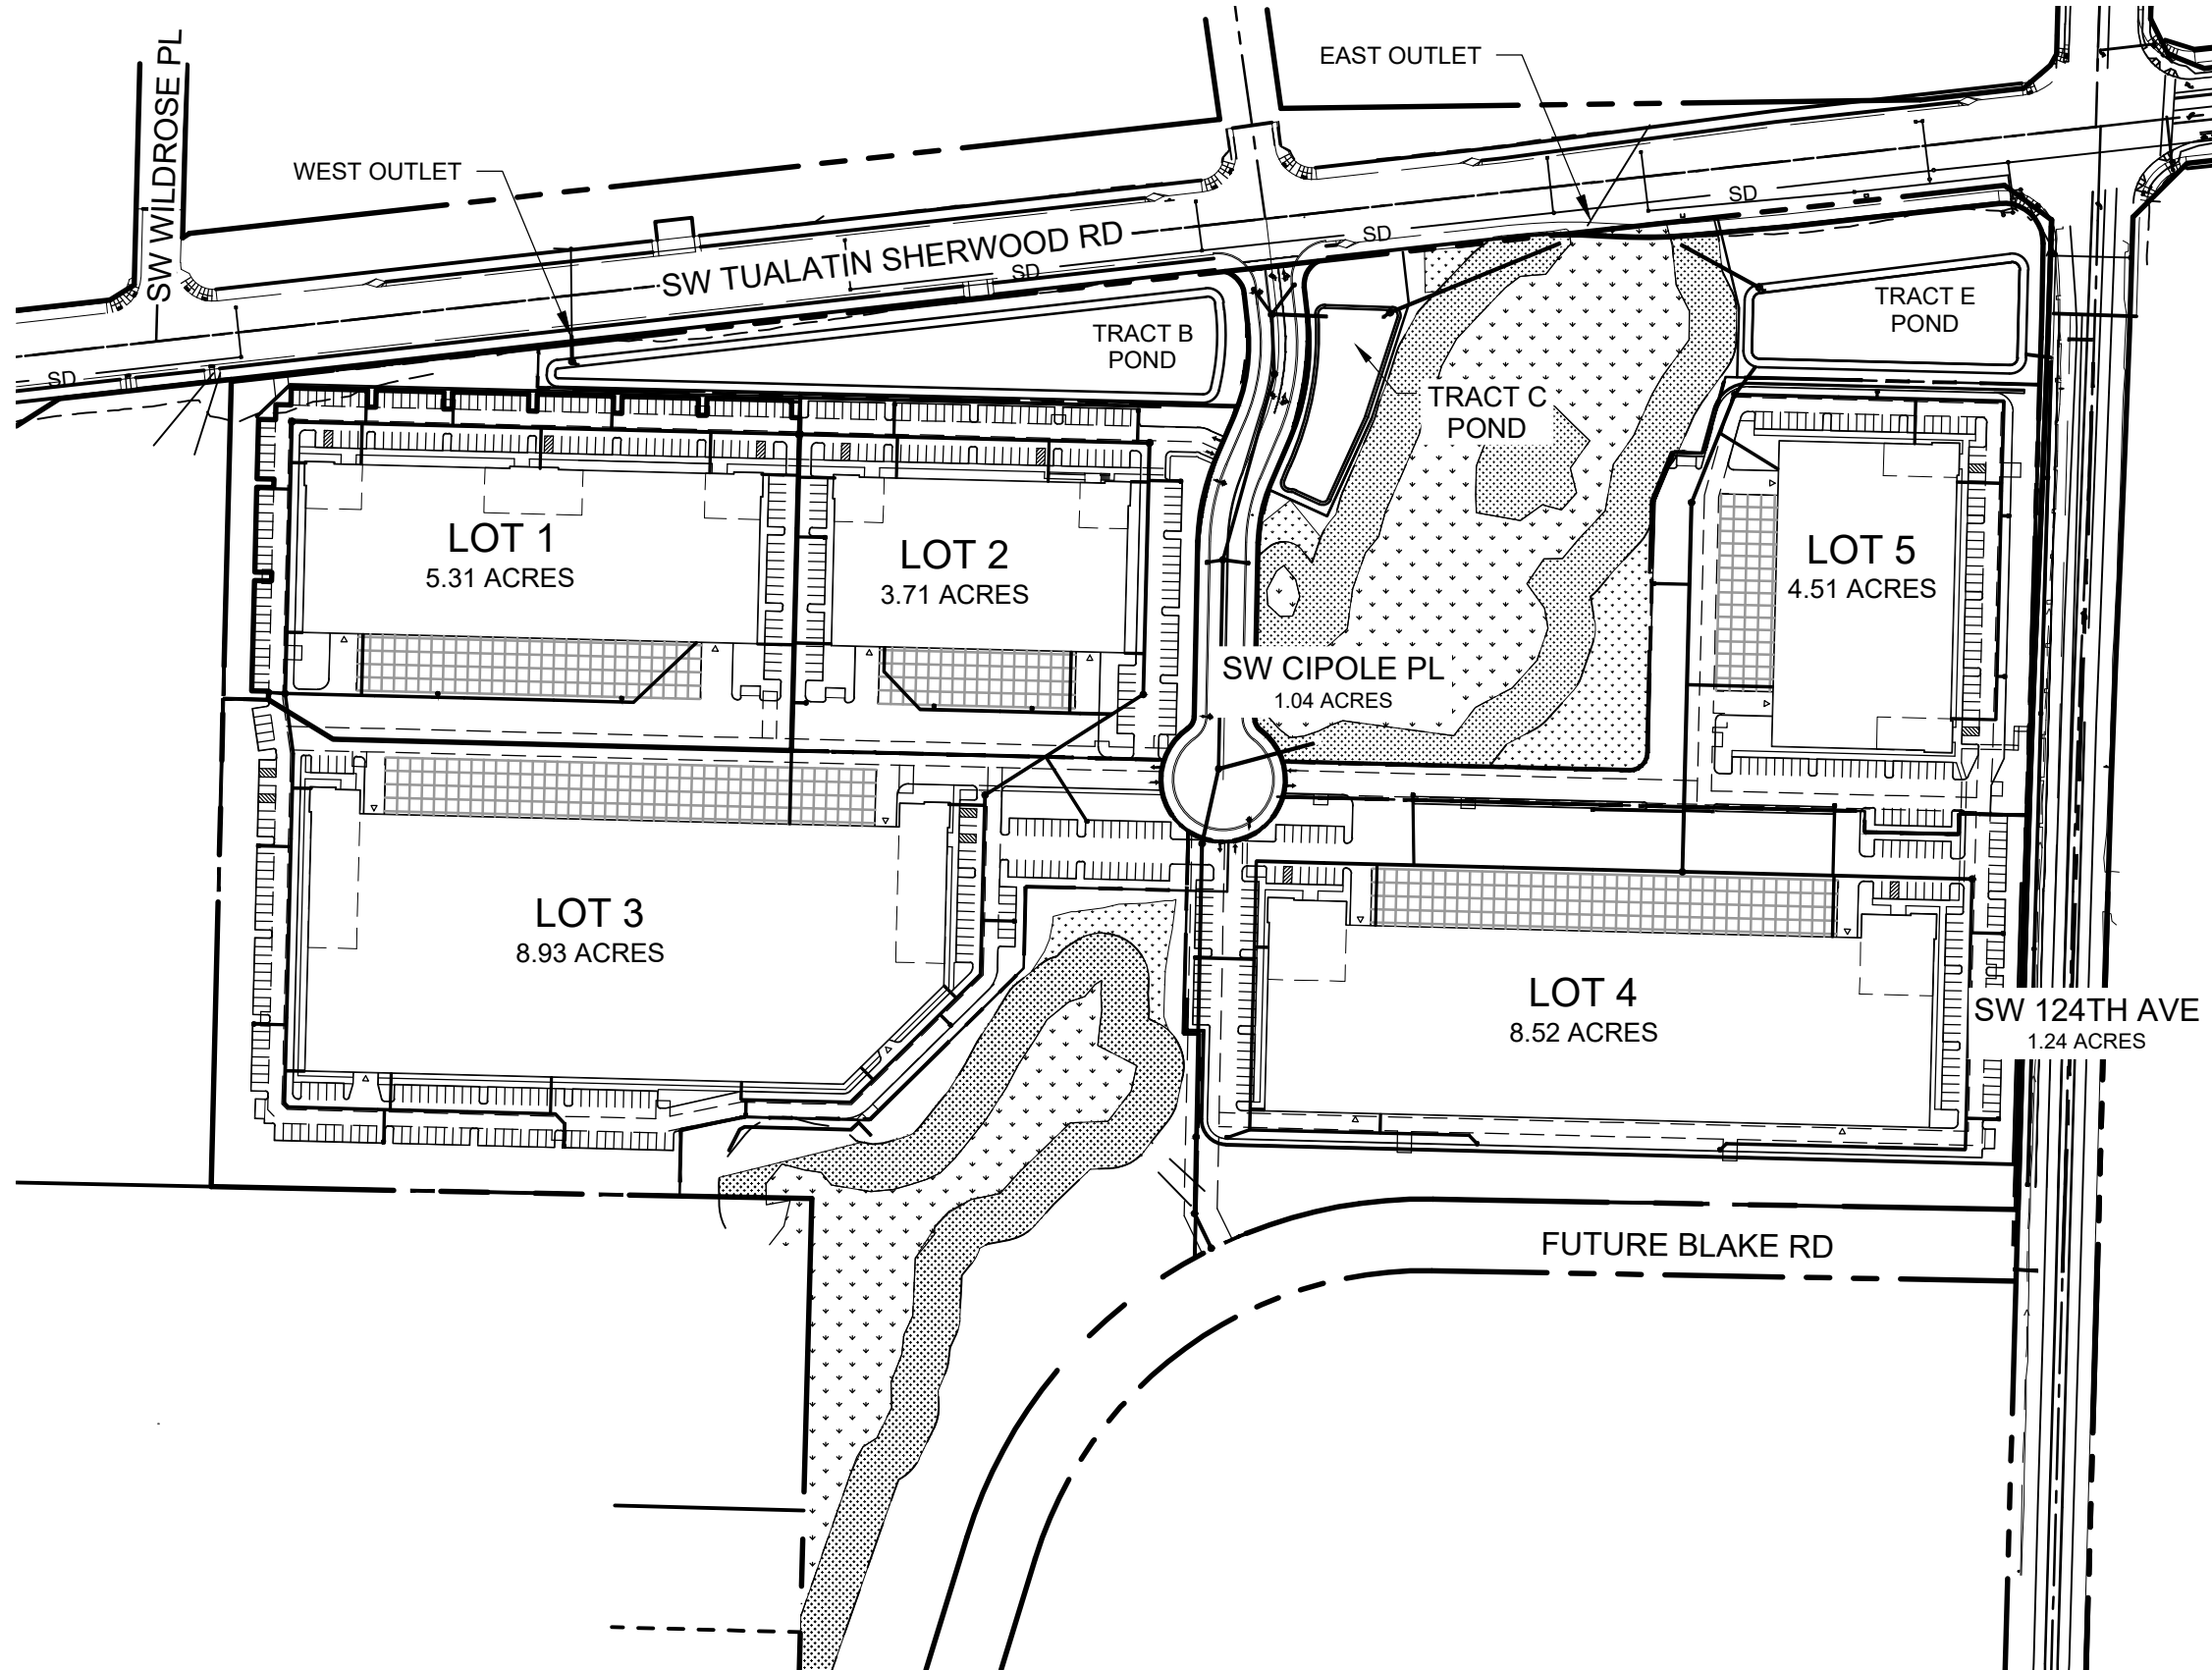 SW WILDROSE PL
EAST OUTLET
WEST OUTLET
SD
SW TUALATIN SHERWOOD RD
SD
SD
SD
TRACT B
POND
TRACT E
POND
TRACT C
POND
LOT 1
5.31 ACRES
LOT 2
3.71 ACRES
LOT 5
4.51 ACRES
SW CIPOLE PL
1.04 ACRES
LOT 3
8.93 ACRES
LOT 4
8.52 ACRES
SW 124TH AVE
1.24 ACRES
FUTURE BLAKE RD